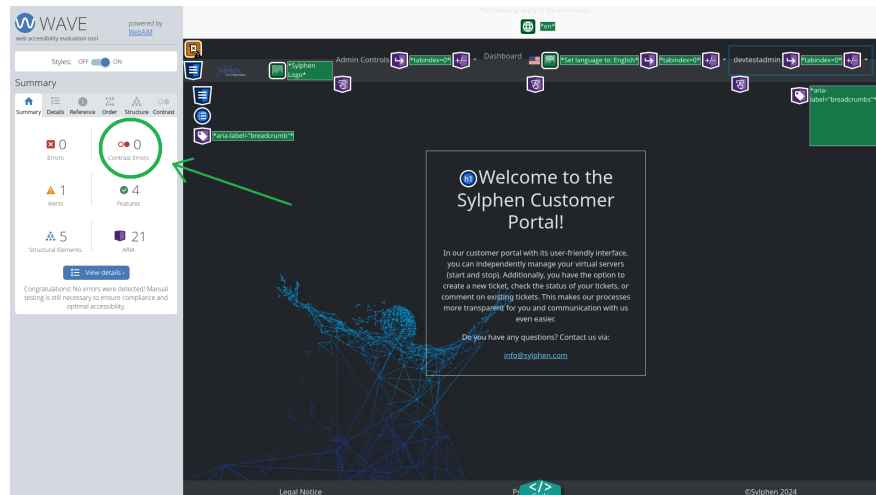 WAVE
web accessibility evaluation tool
powered by
WebAIM
Styles: OFF ON
Summary
Summary Details Reference Order Structure Contrast
0
Errors
0
Contrast Errors
1
Alerts
4
Features
5
Structural Elements
21
ARIA
View details ›
Congratulations! No errors were detected! Manual
testing is still necessary to ensure compliance and
optimal accessibility.
The following apply to the entire page:
*en*
Sylphen
*Sylphen
Logo*
Admin Controls *tabindex=0* +/-
Dashboard
*Set language to: English* *tabindex=0* +/-
devtestadmin *tabindex=0* +/-
*aria-
label="breadcrumbs"*
*aria-label="breadcrumb"*
h1 Welcome to the
Sylphen Customer
Portal!
In our customer portal with its user-friendly interface,
you can independently manage your virtual servers
(start and stop). Additionally, you have the option to
create a new ticket, check the status of your tickets, or
comment on existing tickets. This makes our processes
more transparent for you and communication with us
even easier.
Do you have any questions? Contact us via:
info@sylphen.com
Legal Notice
</>
©Sylphen 2024